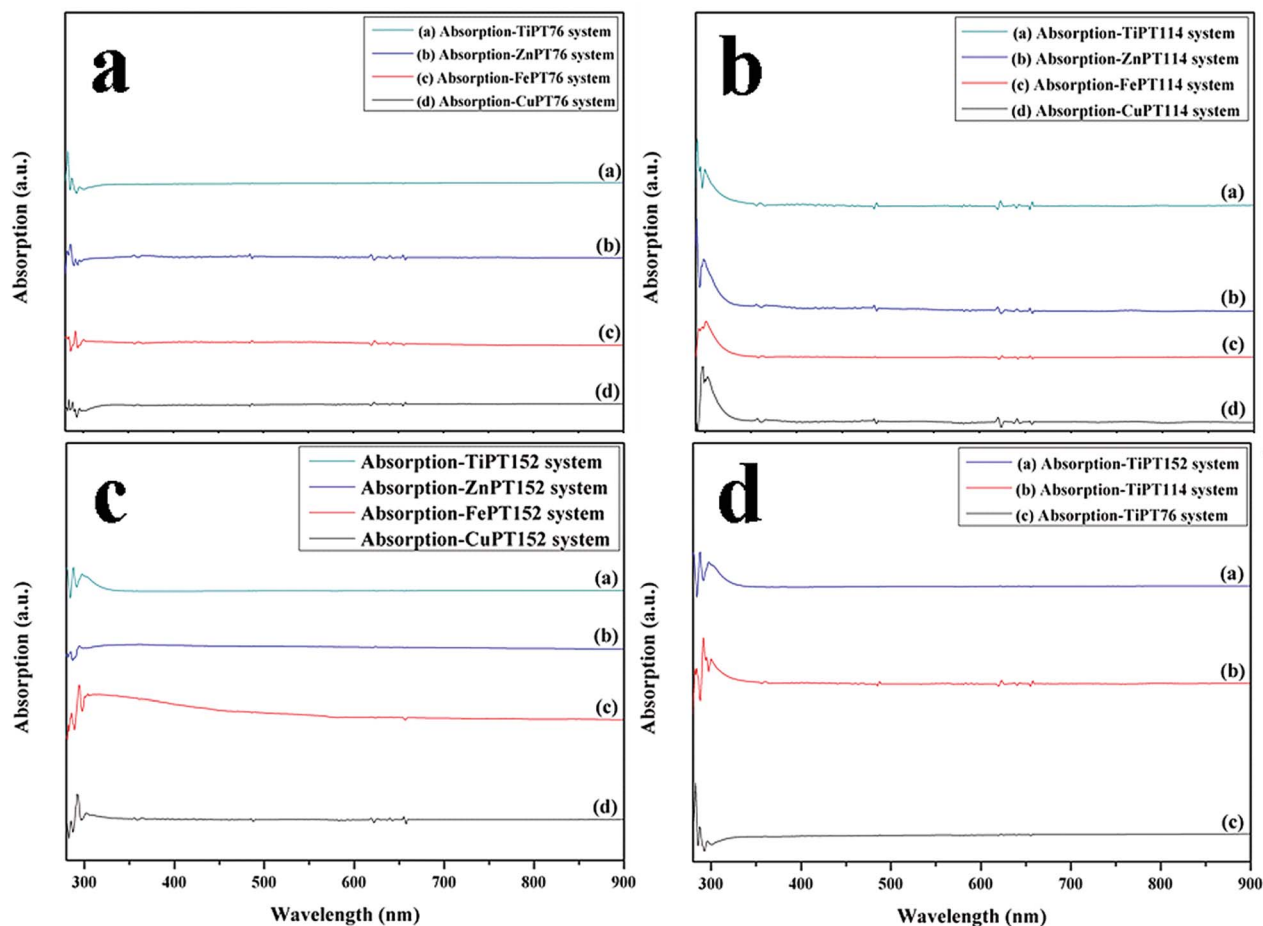 a
(a) Absorption-TiPT76 system
(b) Absorption-ZnPT76 system
(c) Absorption-FePT76 system
(d) Absorption-CuPT76 system
(a)
(b)
(c)
(d)
Absorption (a.u.)
b
(a) Absorption-TiPT114 system
(b) Absorption-ZnPT114 system
(c) Absorption-FePT114 system
(d) Absorption-CuPT114 system
(a)
(b)
(c)
(d)
Absorption (a.u.)
c
Absorption-TiPT152 system
Absorption-ZnPT152 system
Absorption-FePT152 system
Absorption-CuPT152 system
(a)
(b)
(c)
(d)
Absorption (a.u.)
300 400 500 600 700 800 900
Wavelength (nm)
d
(a) Absorption-TiPT152 system
(b) Absorption-TiPT114 system
(c) Absorption-TiPT76 system
(a)
(b)
(c)
Absorption (a.u.)
300 400 500 600 700 800 900
Wavelength (nm)